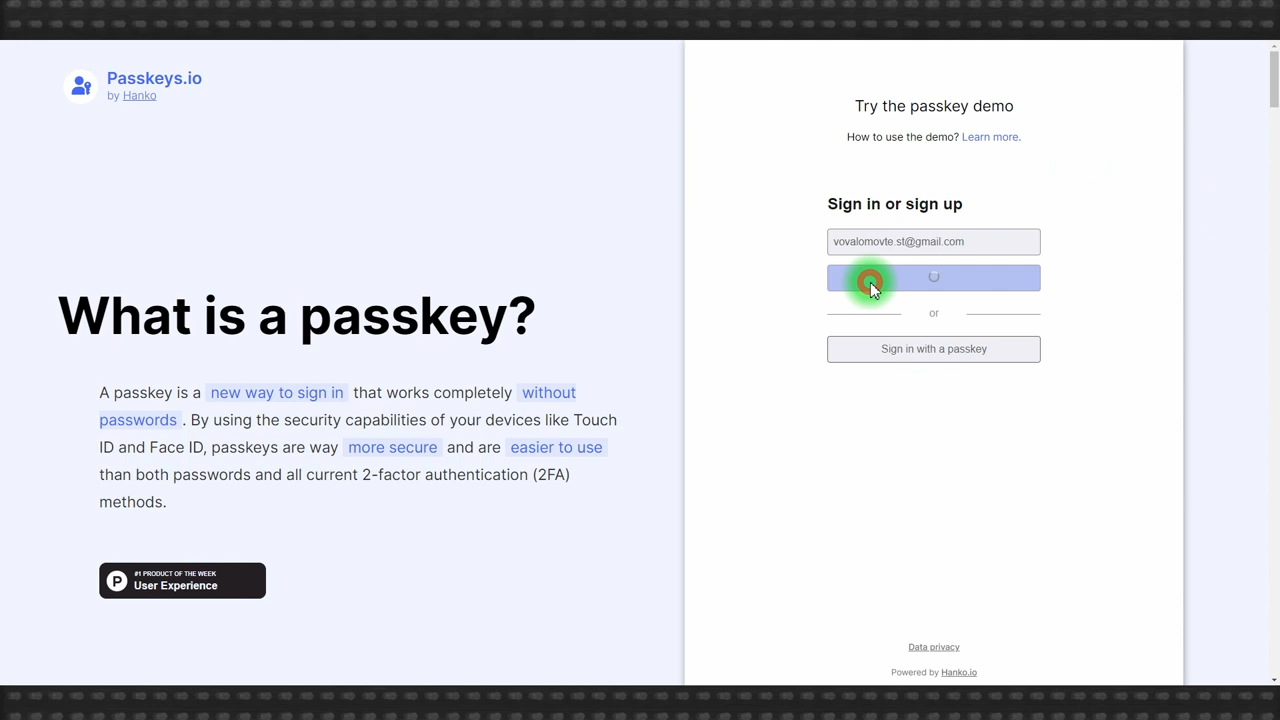 Passkeys.io
by Hanko
What is a passkey?
A passkey is a new way to sign in that works completely without
passwords . By using the security capabilities of your devices like Touch
ID and Face ID, passkeys are way more secure and are easier to use
than both passwords and all current 2-factor authentication (2FA)
methods.
P
#1 PRODUCT OF THE WEEK
User Experience
Try the passkey demo
How to use the demo? Learn more.
Sign in or sign up
vovalomovte.st@gmail.com
or
Sign in with a passkey
Data privacy
Powered by Hanko.io